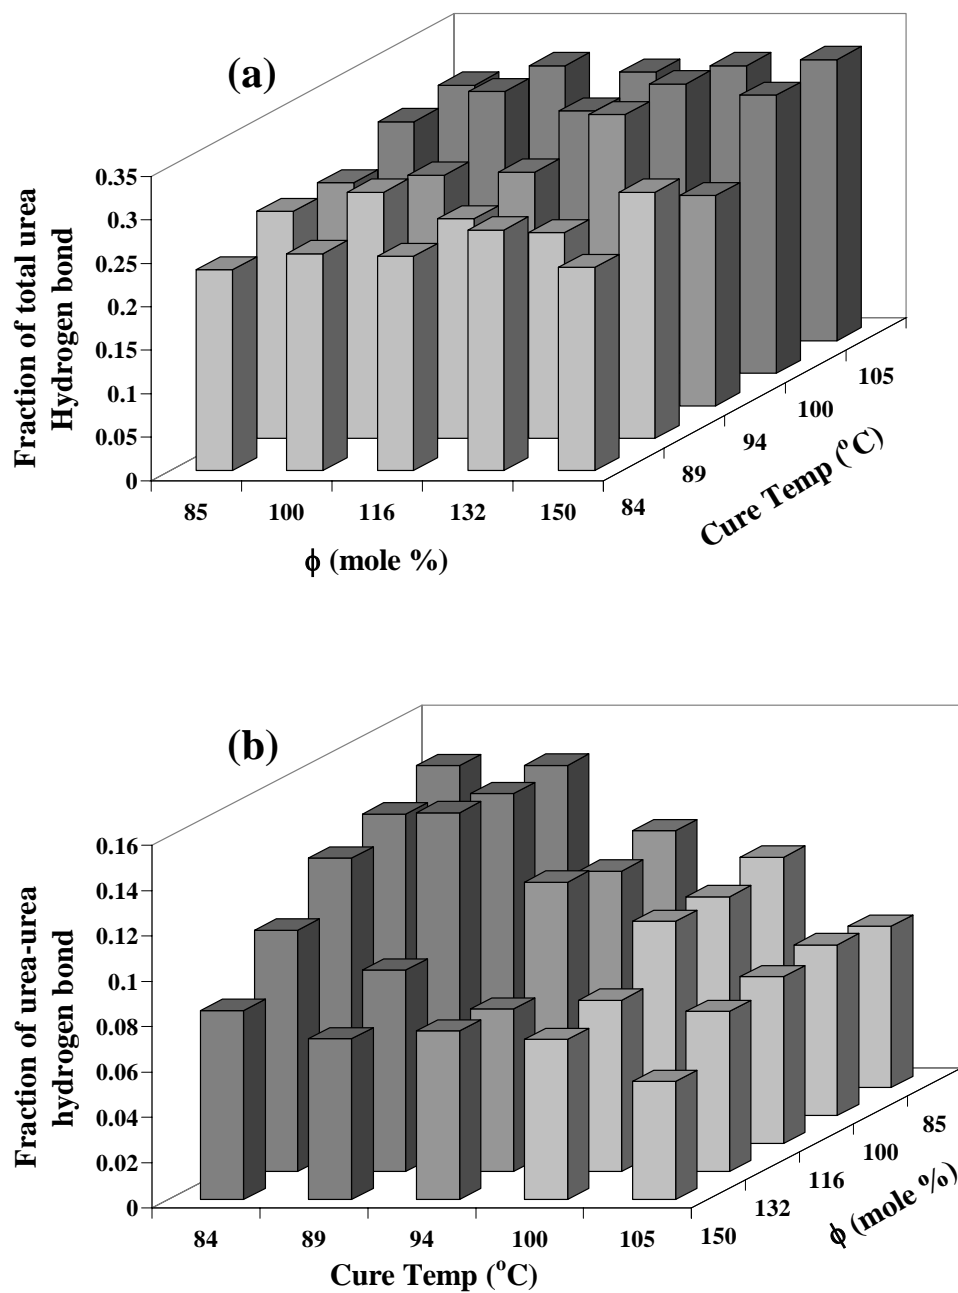 (a)
Fraction of total urea
Hydrogen bond
0.35
0.3
0.25
0.2
0.15
0.1
0.05
0
85 100 116 132 150
ϕ (mole %)
84
89
94
100
105
Cure Temp (°C)
(b)
Fraction of urea-urea
hydrogen bond
0.16
0.14
0.12
0.1
0.08
0.06
0.04
0.02
0
84 89 94 100 105
Cure Temp (°C)
150
132
116
100
85
ϕ (mole %)